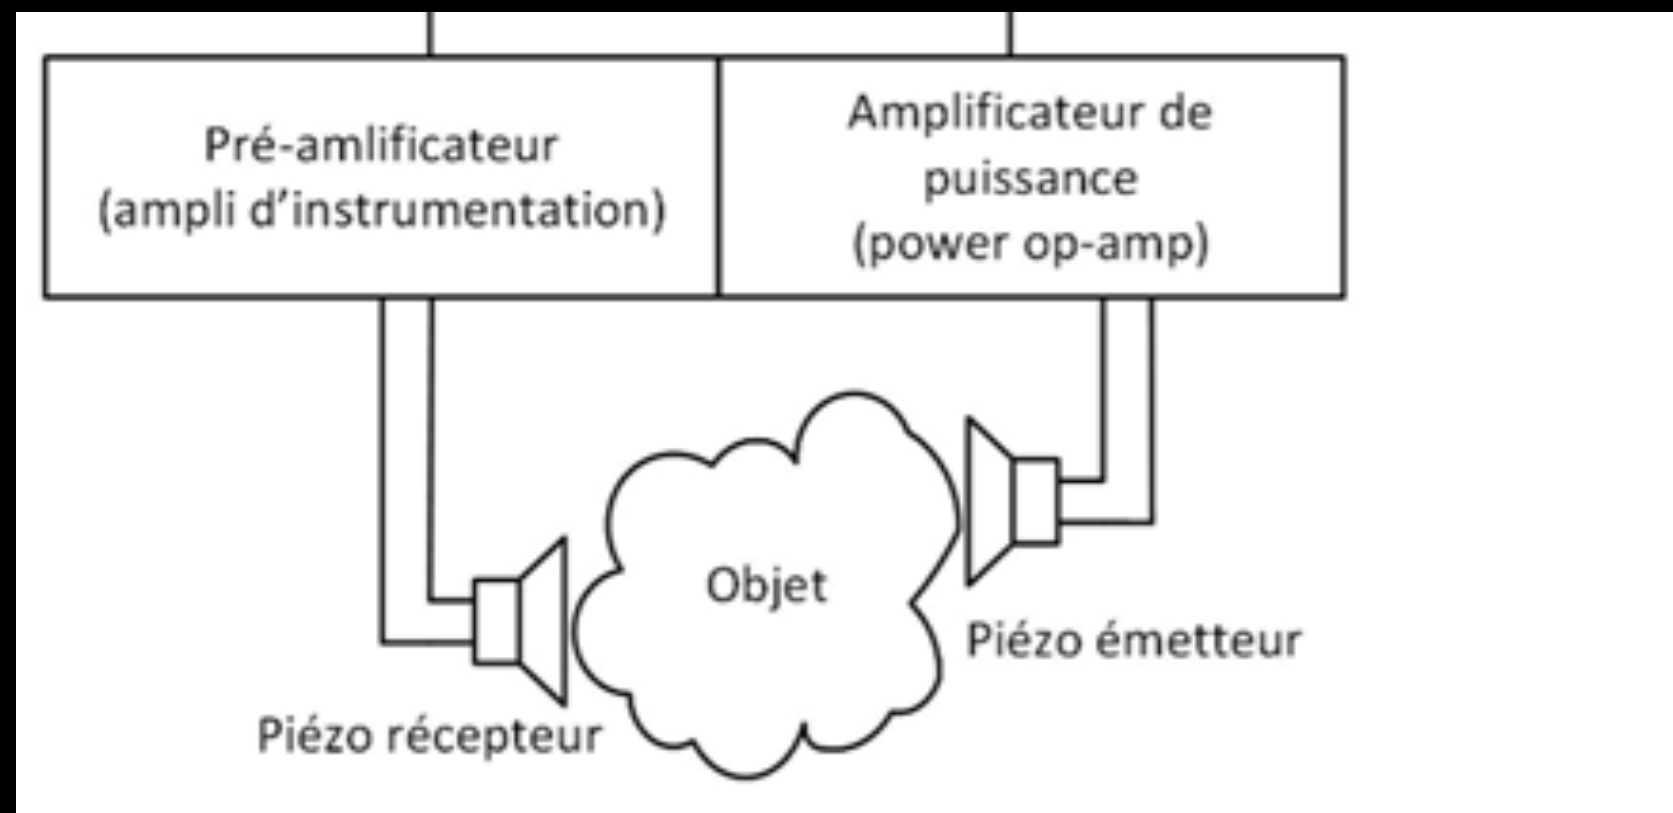 Pré-amlificateur
(ampli d'instrumentation)
Amplificateur de
puissance
(power op-amp)
Objet
Piézo émetteur
Piézo récepteur